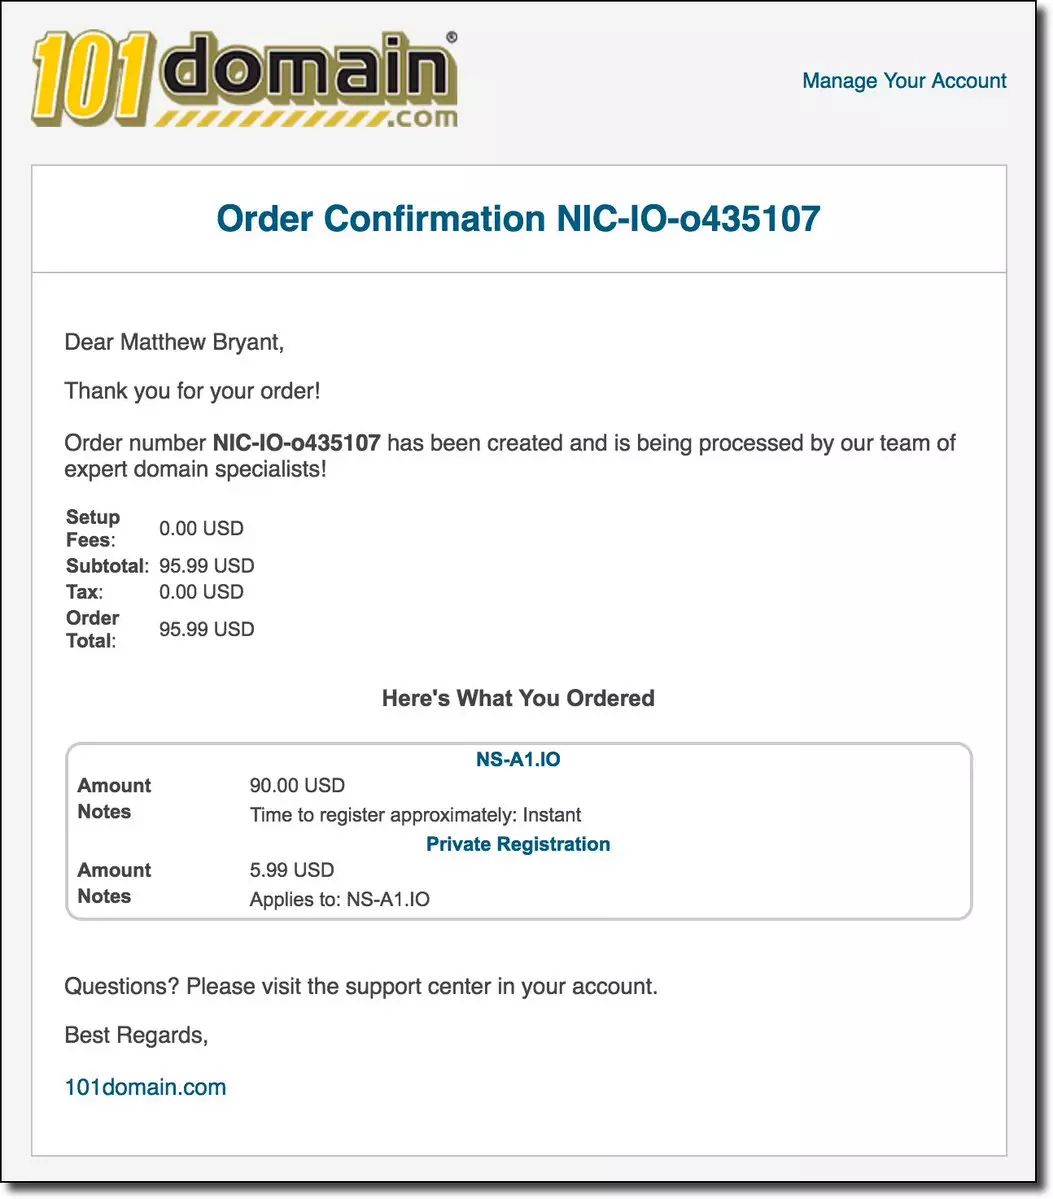 101domain®
.com
Manage Your Account
Order Confirmation NIC-IO-o435107
Dear Matthew Bryant,
Thank you for your order!
Order number NIC-IO-o435107 has been created and is being processed by our team of
expert domain specialists!
Setup
Fees: 0.00 USD
Subtotal: 95.99 USD
Tax: 0.00 USD
Order
Total: 95.99 USD
Here's What You Ordered
NS-A1.IO
Amount 90.00 USD
Notes Time to register approximately: Instant
Private Registration
Amount 5.99 USD
Notes Applies to: NS-A1.IO
Questions? Please visit the support center in your account.
Best Regards,
101domain.com